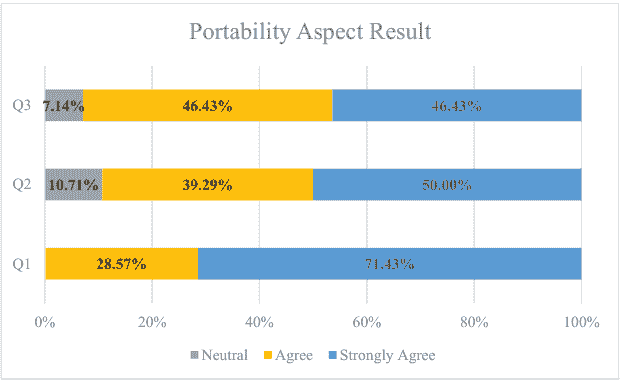 Portability Aspect Result
Q3 7.14% 46.43% 46.43%
Q2 10.71% 39.29% 50.00%
Q1 28.57% 71.43%
0% 20% 40% 60% 80% 100%
Neutral Agree Strongly Agree